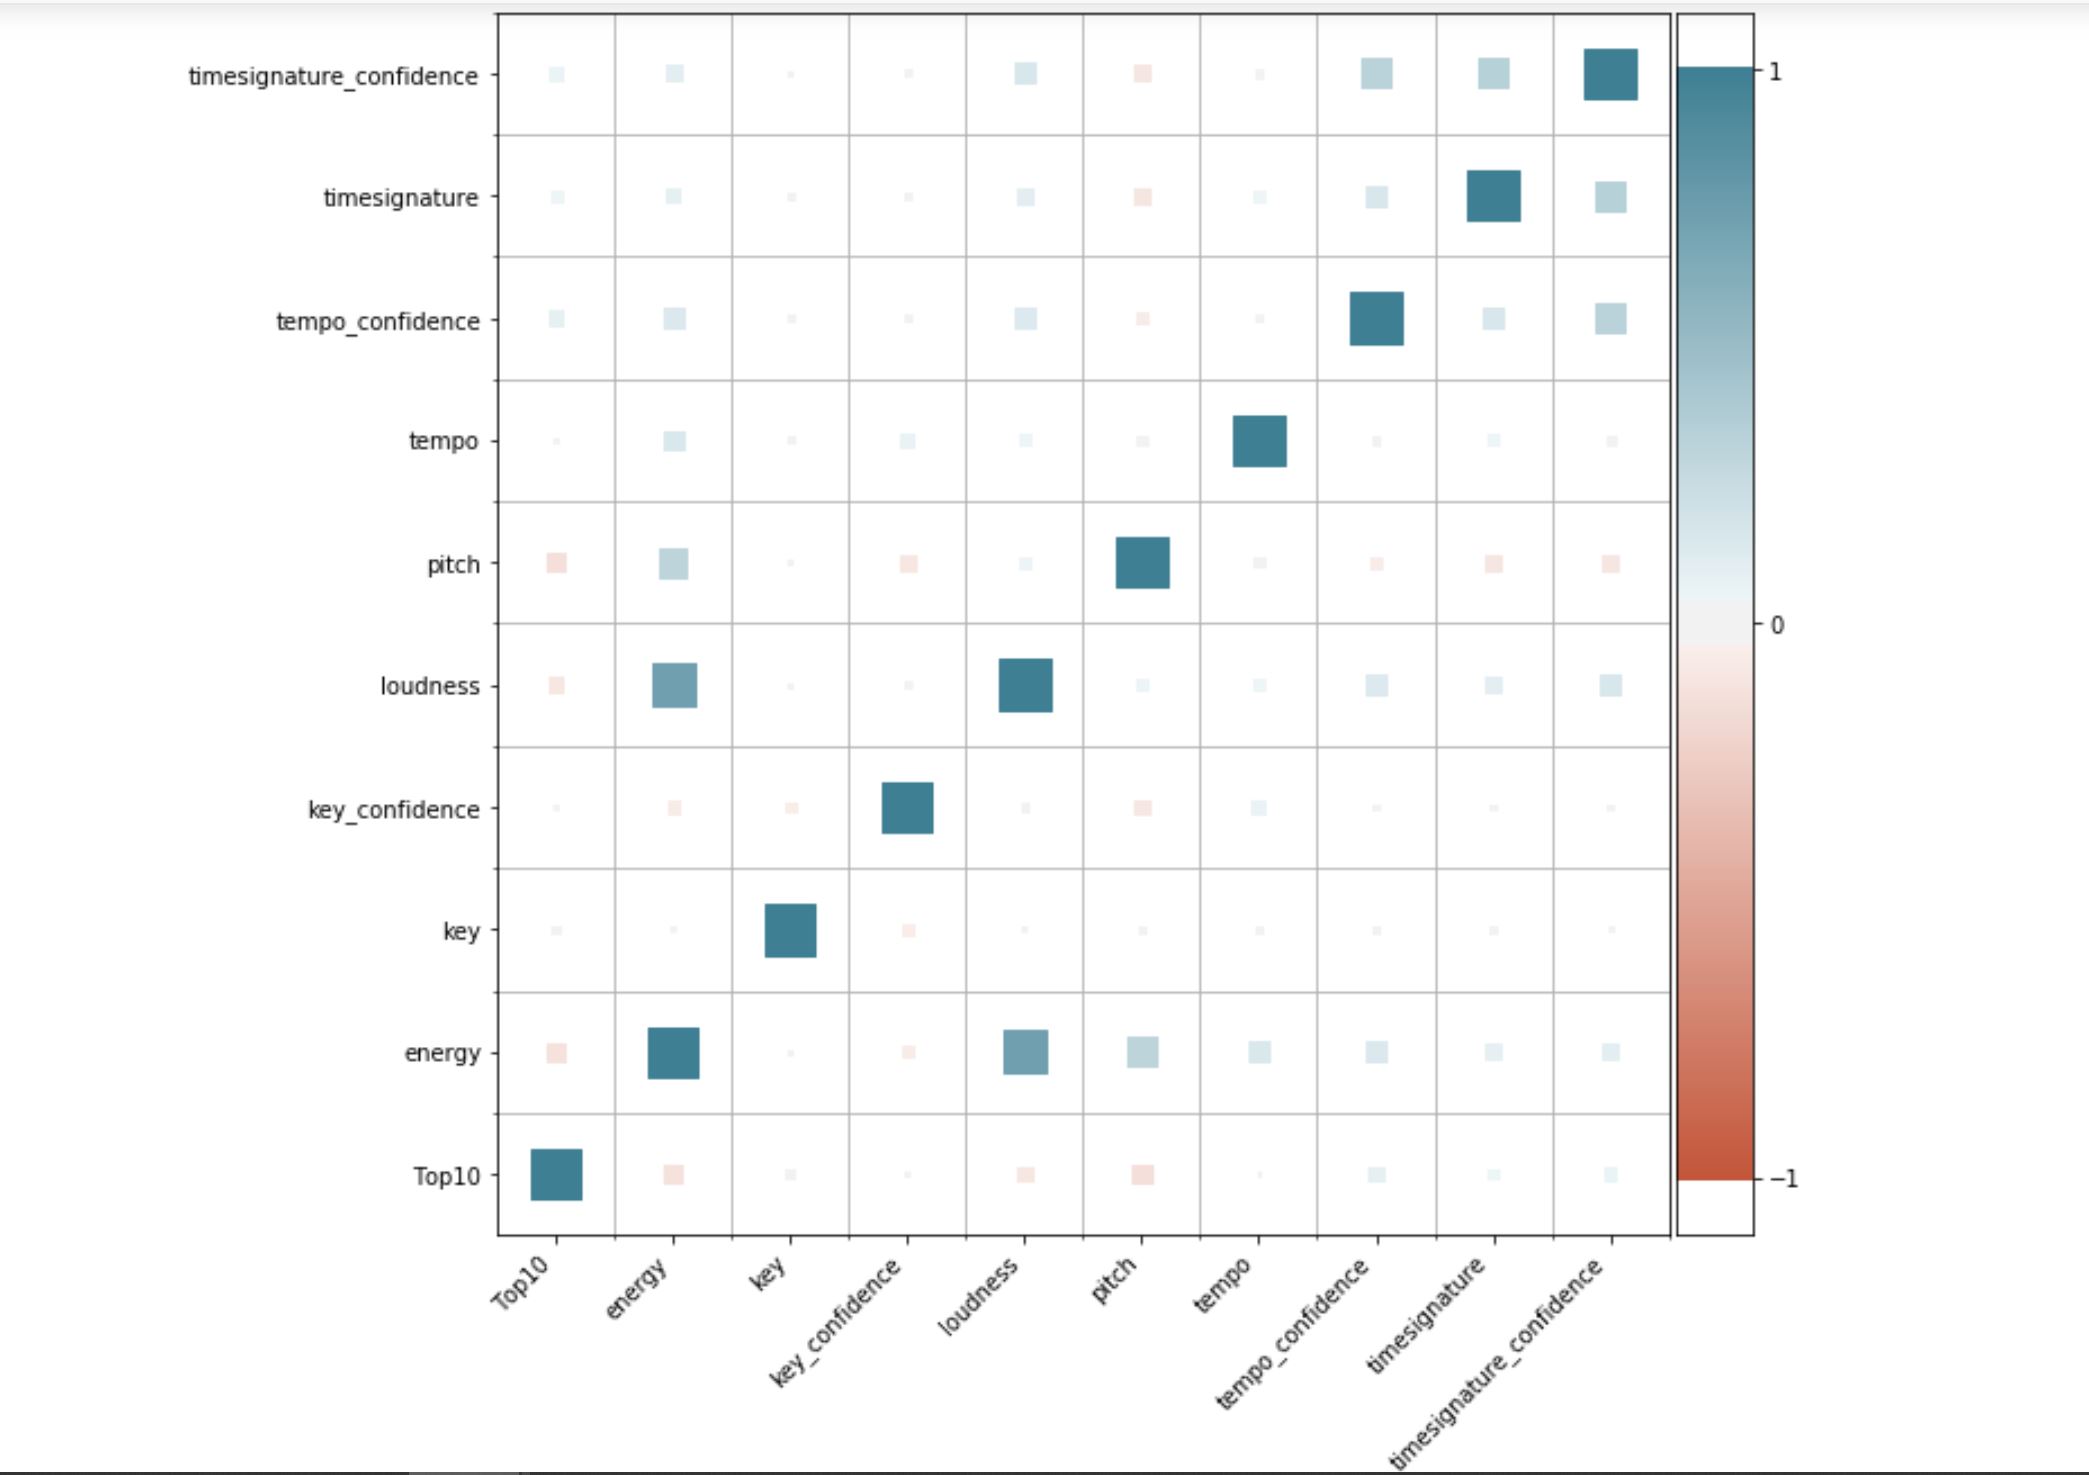 timesignature_confidence
timesignature
tempo_confidence
tempo
pitch
loudness
key_confidence
key
energy
Top10
Top10
energy
key
key_confidence
loudness
pitch
tempo
tempo_confidence
timesignature
timesignature_confidence
1
0
−1